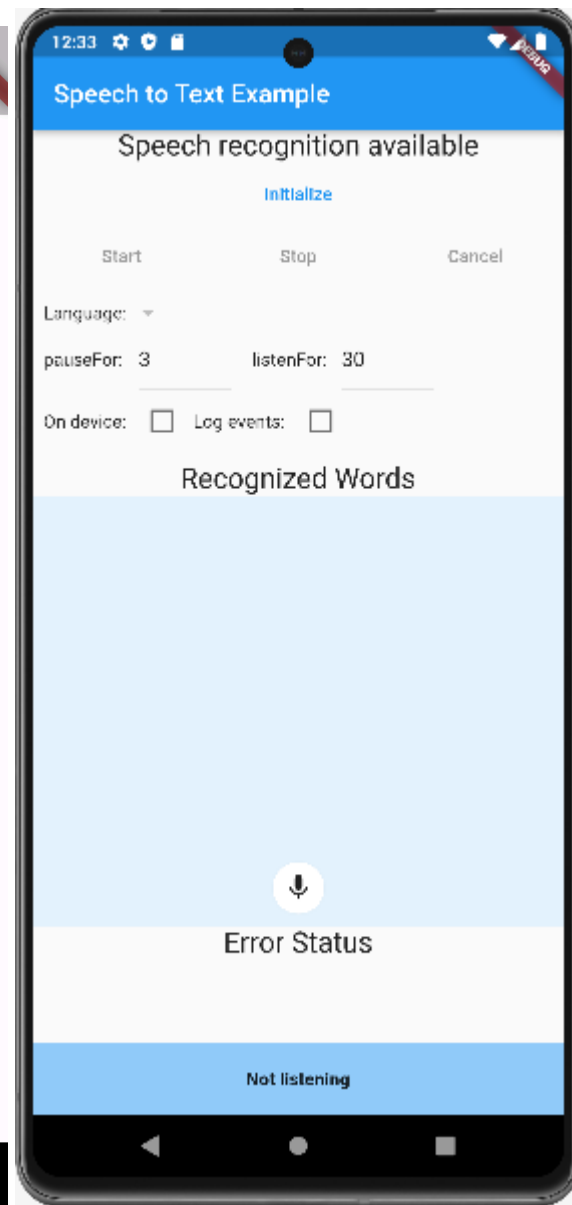 12:33
DEBUG
Speech to Text Example
Speech recognition available
Initialize
Start Stop Cancel
Language:
pauseFor: 3 listenFor: 30
On device: Log events:
Recognized Words
Error Status
Not listening